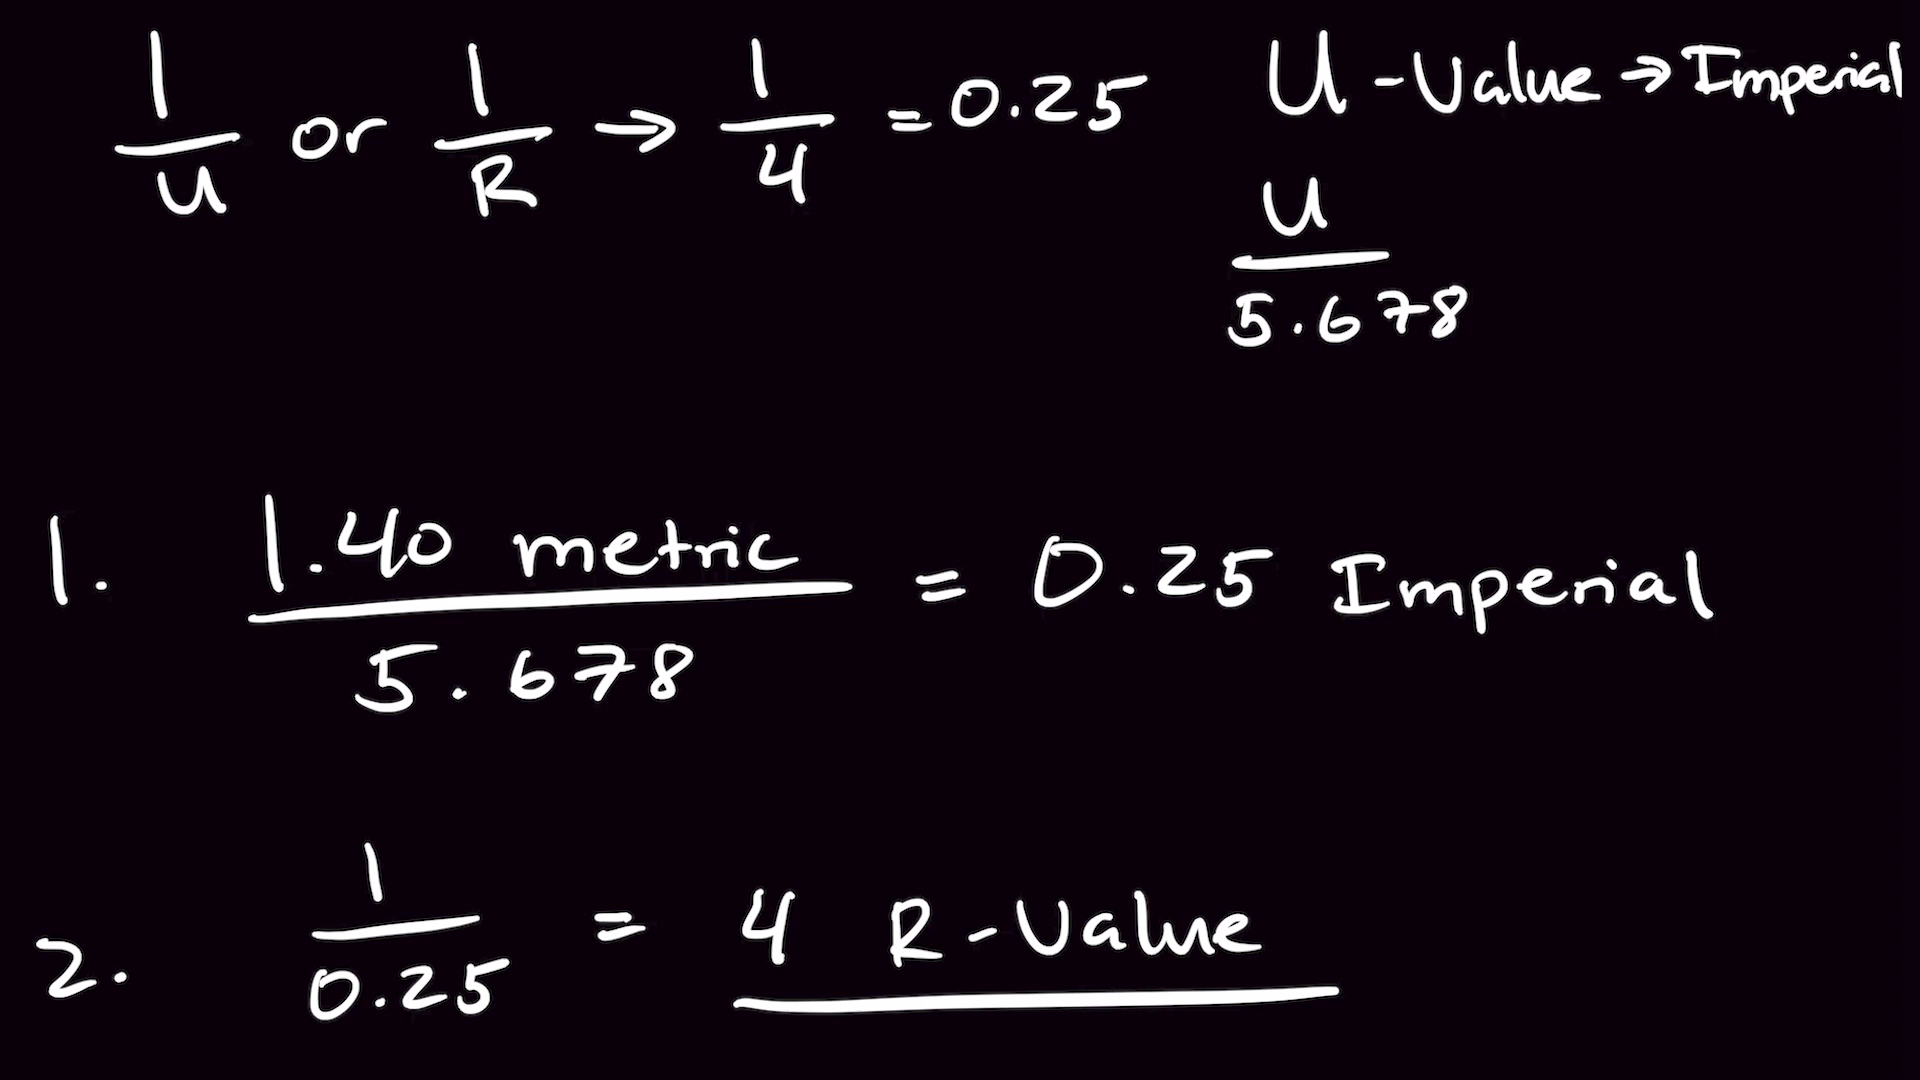 1/U or 1/R → 1/4 = 0.25
U-Value → Imperial
U/5.678
1. 1.40 metric/5.678 = 0.25 Imperial
2. 1/0.25 = 4 R-Value